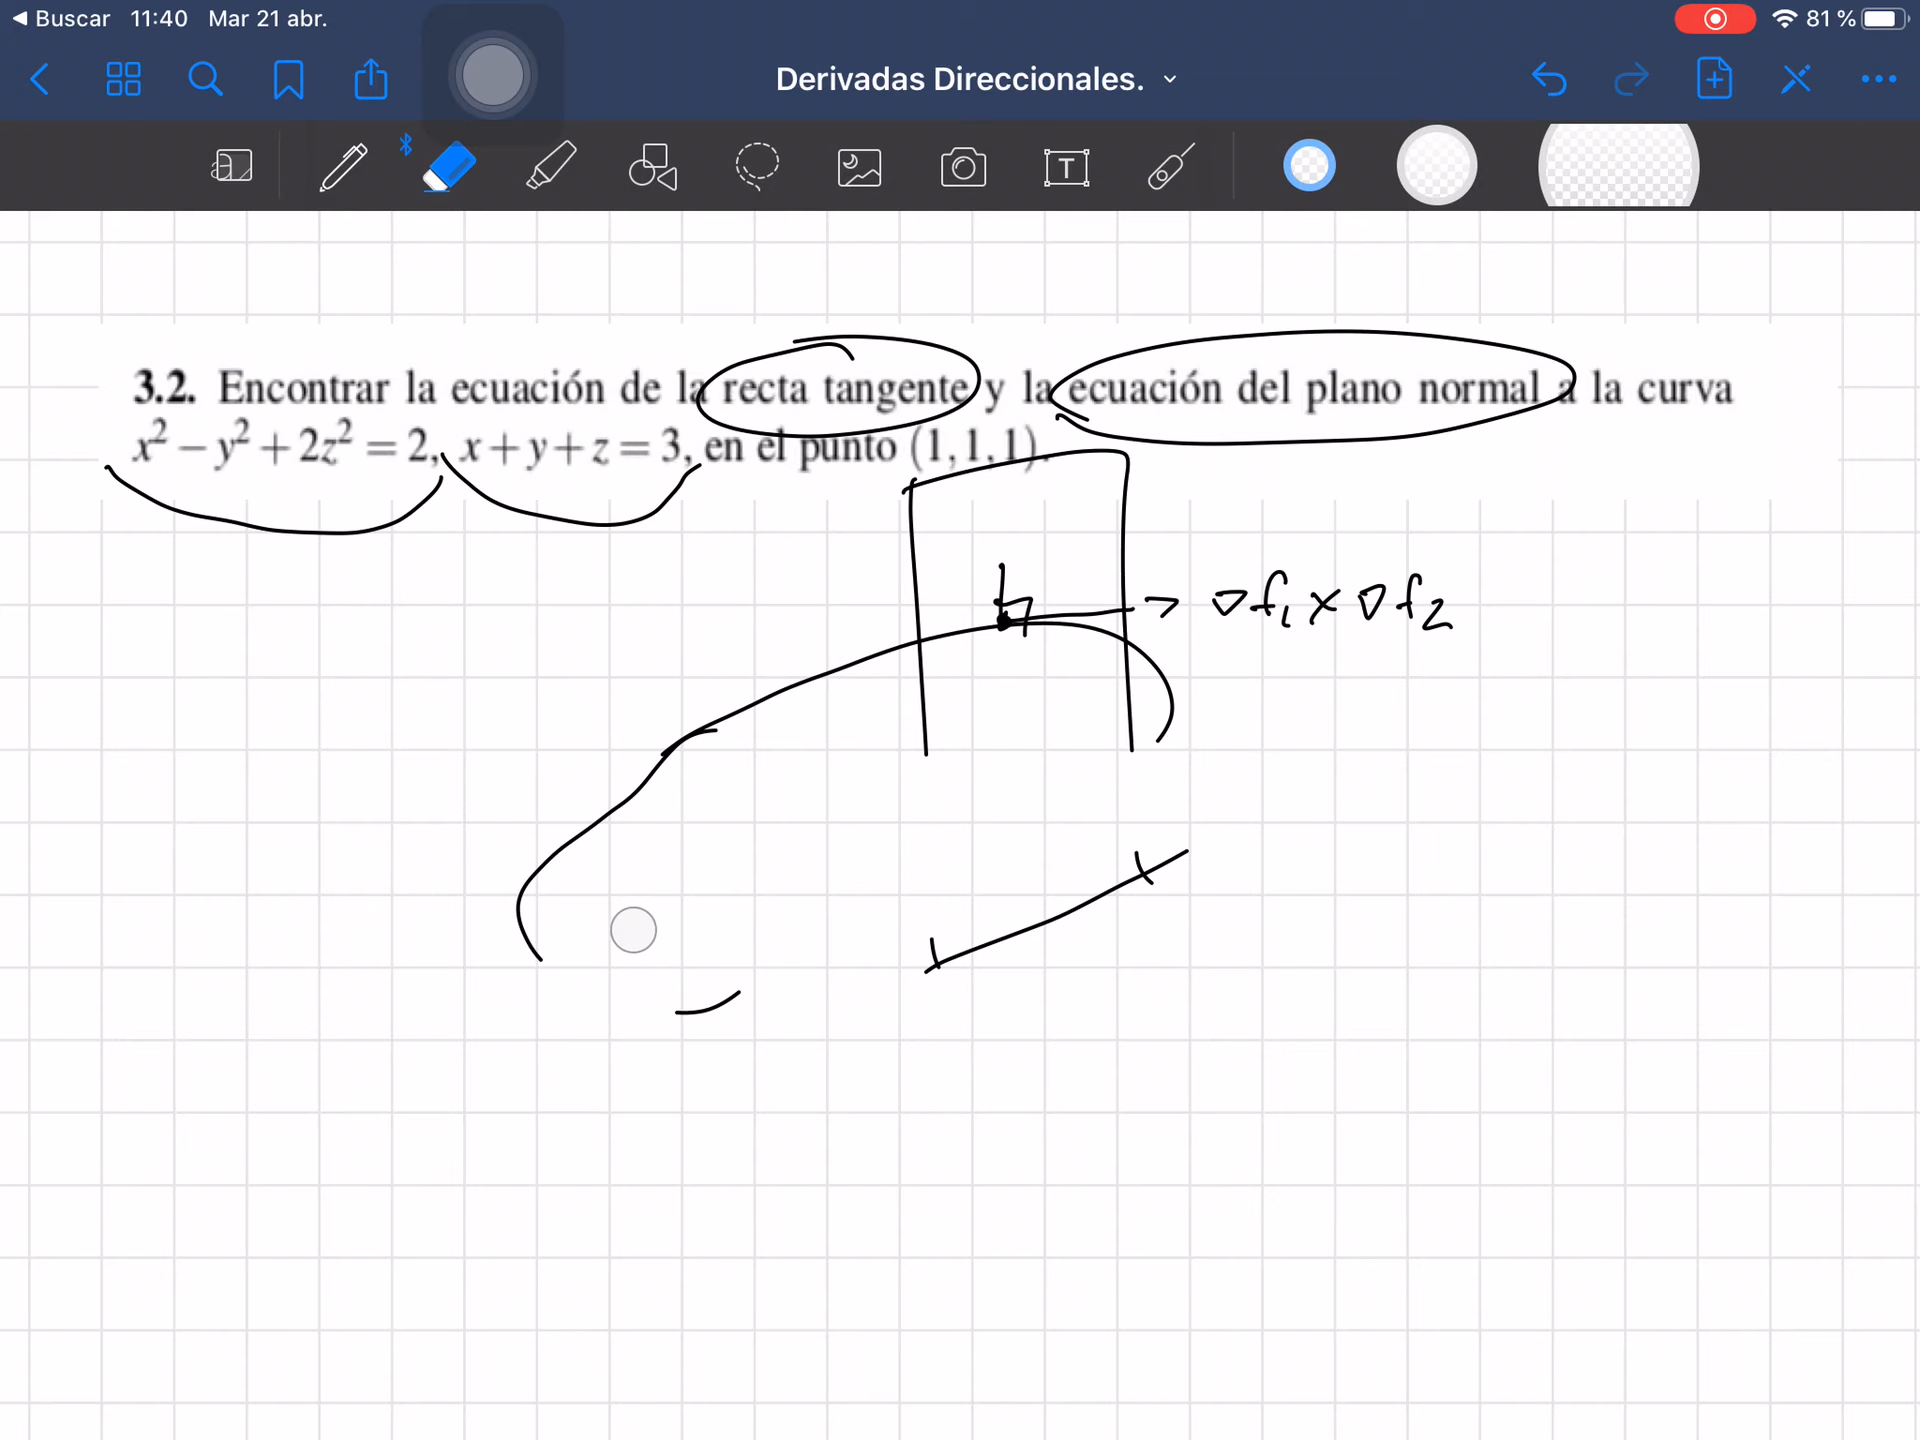 Buscar 11:40 Mar 21 abr. 81 %
Derivadas Direccionales.
T
3.2. Encontrar la ecuación de la recta tangente y la ecuación del plano normal a la curva
x² − y² + 2z² = 2, x + y + z = 3, en el punto (1,1,1).
∇f₁ × ∇f₂